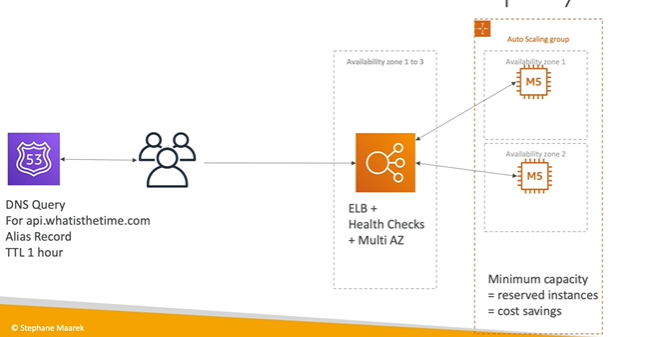 Auto Scaling group
Availability zone 1 to 3
Availability zone 1
M5
Availability zone 2
M5
53
DNS Query
For api.whatisthetime.com
Alias Record
TTL 1 hour
ELB +
Health Checks
+ Multi AZ
Minimum capacity
= reserved instances
= cost savings
© Stephane Maarek